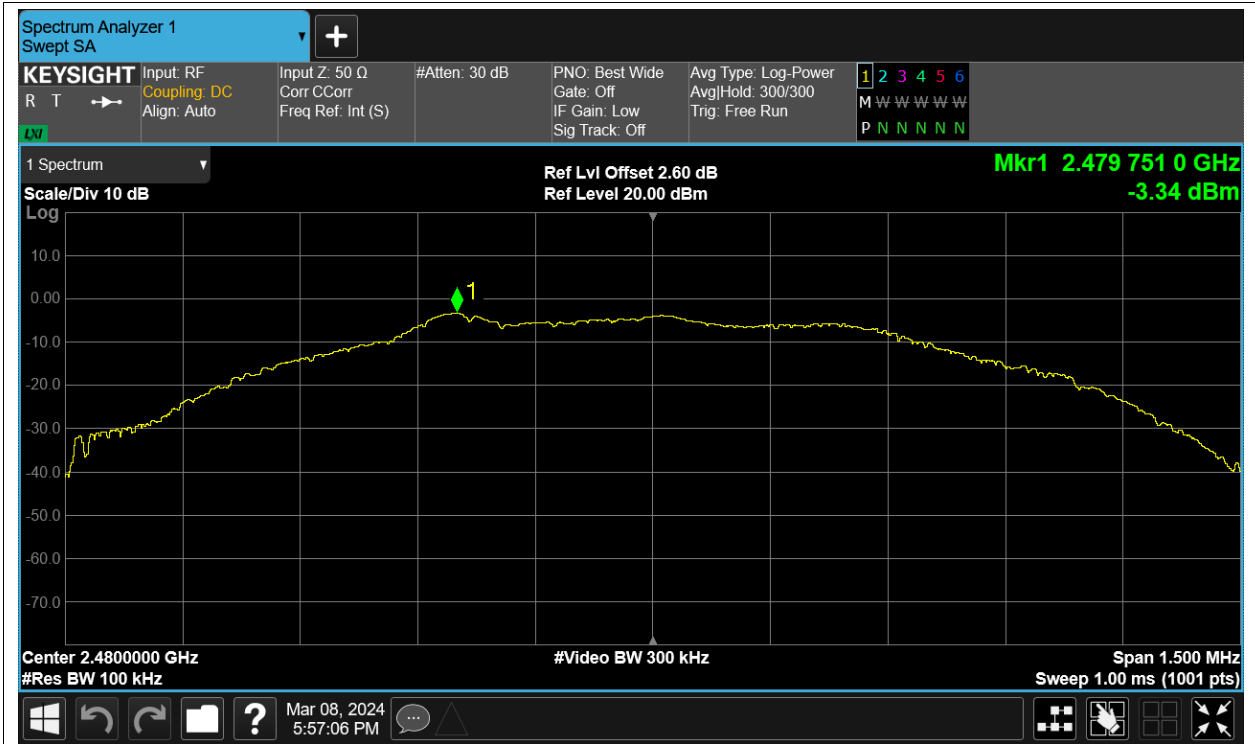 Spectrum Analyzer 1
Swept SA
KEYSIGHT
R T
LXI
Input: RF
Coupling: DC
Align: Auto
Input Z: 50 Ω
Corr CCorr
Freq Ref: Int (S)
#Atten: 30 dB
PNO: Best Wide
Gate: Off
IF Gain: Low
Sig Track: Off
Avg Type: Log-Power
Avg|Hold: 300/300
Trig: Free Run
1 2 3 4 5 6
M W W W W W
P N N N N N
1 Spectrum
Scale/Div 10 dB
Ref Lvl Offset 2.60 dB
Ref Level 20.00 dBm
Mkr1 2.479 751 0 GHz
-3.34 dBm
Log
10.0
0.00
-10.0
-20.0
-30.0
-40.0
-50.0
-60.0
-70.0
1
Center 2.4800000 GHz
#Res BW 100 kHz
#Video BW 300 kHz
Span 1.500 MHz
Sweep 1.00 ms (1001 pts)
?
Mar 08, 2024
5:57:06 PM